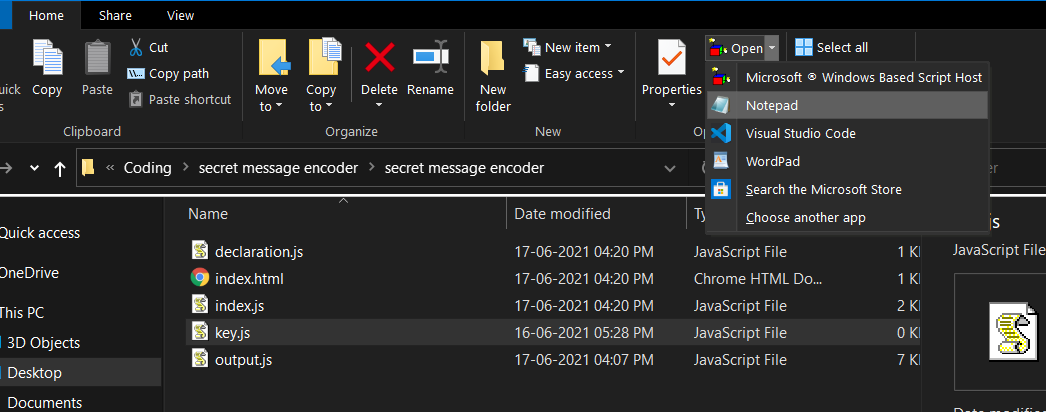 Home Share View
Copy
Paste
Cut
Copy path
Paste shortcut
Clipboard
Move to
Copy to
Delete
Rename
Organize
New folder
New item
Easy access
New
Properties
Open
Select all
Microsoft ® Windows Based Script Host
Notepad
Visual Studio Code
WordPad
Search the Microsoft Store
Choose another app
« Coding > secret message encoder > secret message encoder
Name Date modified
declaration.js 17-06-2021 04:20 PM JavaScript File 1 K
index.html 17-06-2021 04:20 PM Chrome HTML Do... 1 K
index.js 17-06-2021 04:20 PM JavaScript File 2 K
key.js 16-06-2021 05:28 PM JavaScript File 0 K
output.js 17-06-2021 04:07 PM JavaScript File 7 K
Quick access
OneDrive
This PC
3D Objects
Desktop
Documents
js
JavaScript File